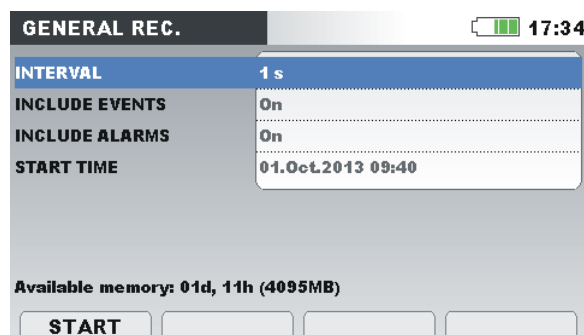 GENERAL REC. 17:34
INTERVAL 1 s
INCLUDE EVENTS On
INCLUDE ALARMS On
START TIME 01.Oct.2013 09:40
Available memory: 01d, 11h (4095MB)
START